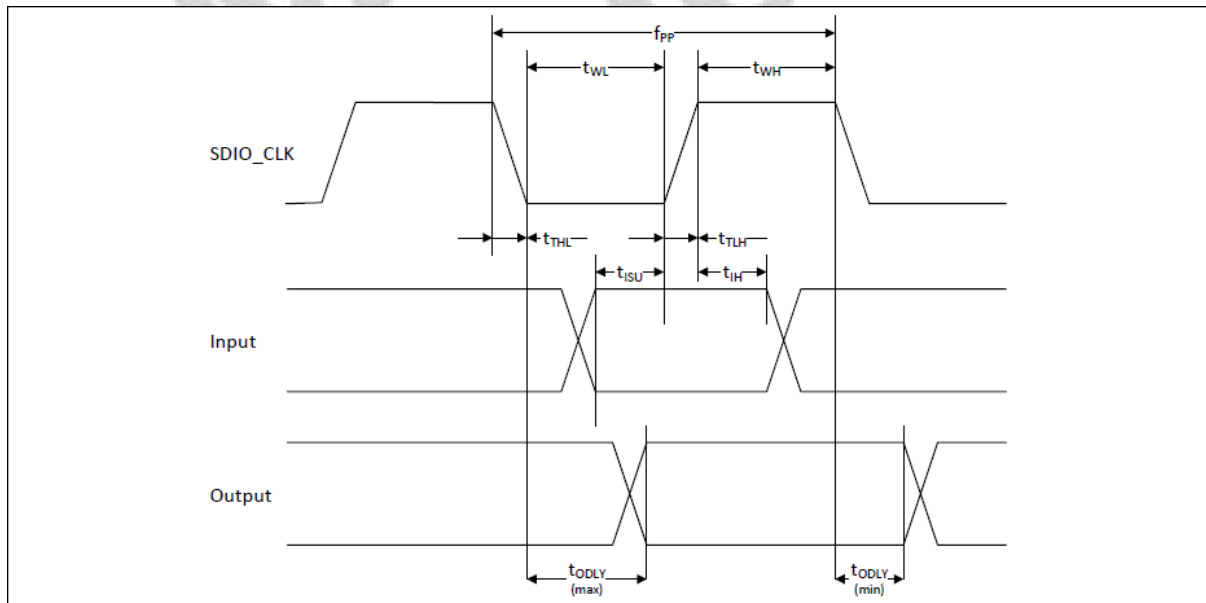 fPP
tWL
tWH
SDIO_CLK
tTHL
tTLH
tISU
tIH
Input
Output
tODLY
(max)
tODLY
(min)